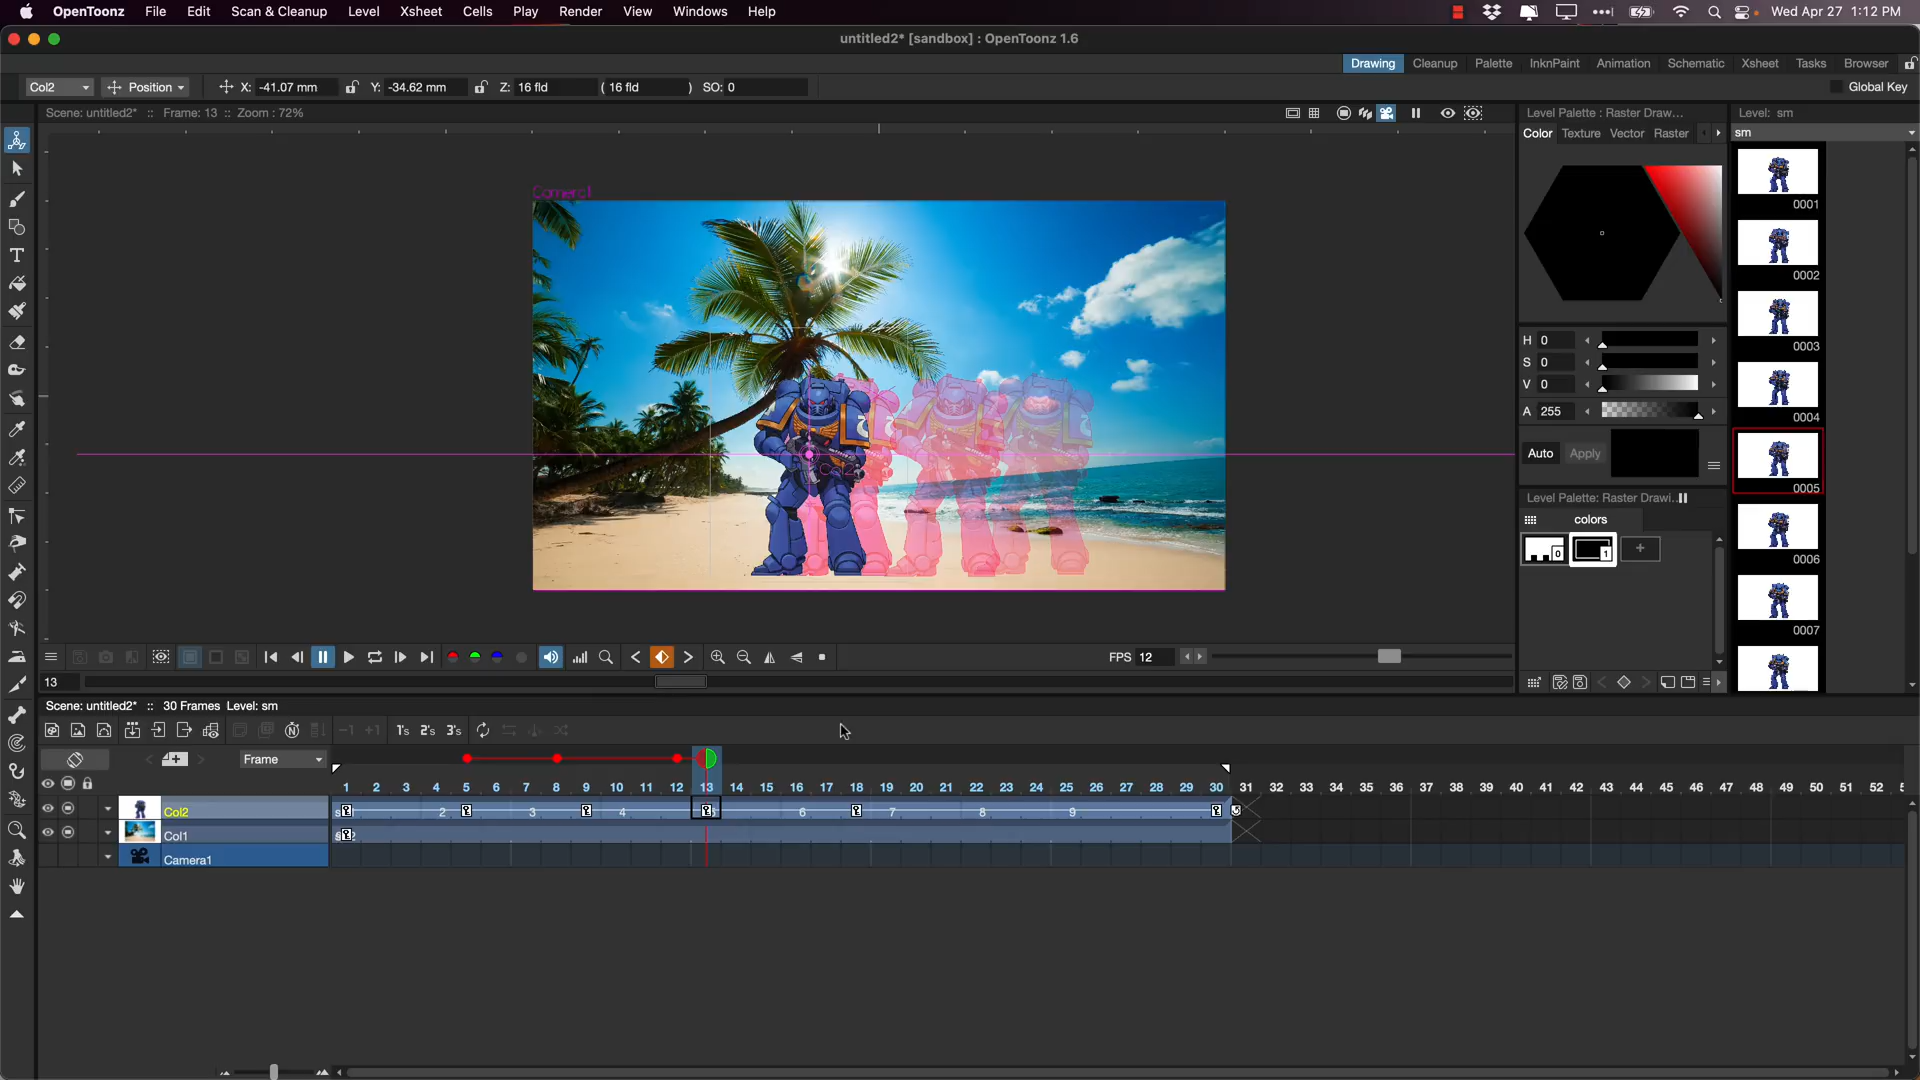 OpenToonz File Edit Scan & Cleanup Level Xsheet Cells Play Render View Windows Help Wed Apr 27 1:12 PM
untitled2* [sandbox] : OpenToonz 1.6
Drawing Cleanup Palette InknPaint Animation Schematic Xsheet Tasks Browser
Col2 Position X: -41.07 mm Y: -34.62 mm Z: 16 fld ( 16 fld ) SO: 0 Global Key
Scene: untitled2* :: Frame: 13 :: Zoom : 72%
Level Palette : Raster Draw...
Level: sm
Color Texture Vector Raster
sm
Camera1
0001
0002
0003
H 0
S 0
V 0
A 255
0004
Auto Apply
Col2
0005
Level Palette: Raster Drawi...
colors
0 1 +
0006
0007
FPS 12
13
Scene: untitled2* :: 30 Frames Level: sm
-1 +1 1's 2's 3's
Frame
1 2 3 4 5 6 7 8 9 10 11 12 13 14 15 16 17 18 19 20 21 22 23 24 25 26 27 28 29 30 31 32 33 34 35 36 37 38 39 40 41 42 43 44 45 46 47 48 49 50 51 52
Col2 2 3 4 6 7 8 9
Col1
Camera1